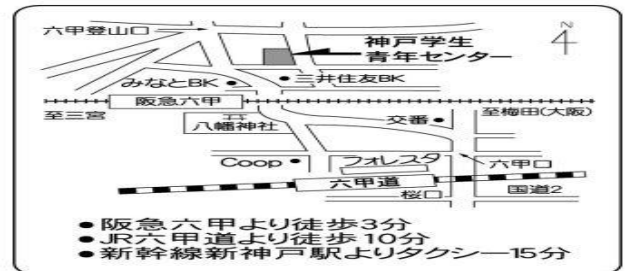 六甲登山口
N
神戸学生
青年センター
みなとBK
三井住友BK
阪急六甲
至三宮
八幡神社
交番
至梅田(大阪)
Coop
フォレスタ
六甲口
六甲道
桜口
国道2
●阪急六甲より徒歩3分
●JR六甲道より徒歩10分
●新幹線新神戸駅よりタクシー15分